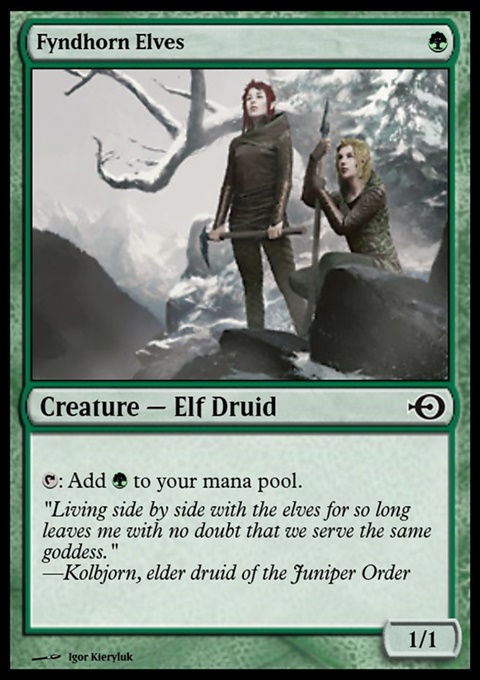 Fyndhorn Elves
Creature — Elf Druid
: Add to your mana pool.
"Living side by side with the elves for so long
leaves me with no doubt that we serve the same
goddess."
—Kolbjorn, elder druid of the Juniper Order
1/1
Igor Kieryluk